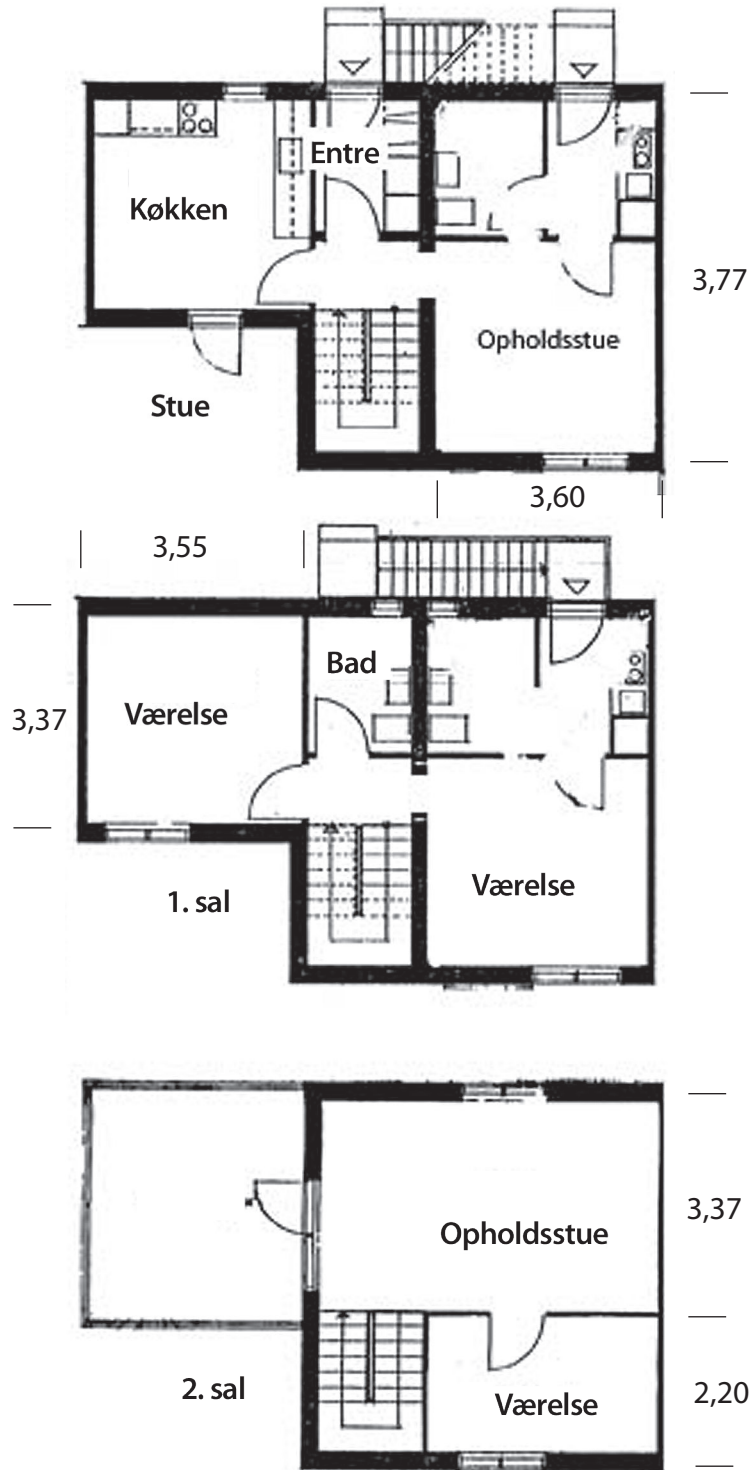 Entre
Køkken
3,77
Opholdsstue
Stue
3,60
3,55
Bad
Værelse
3,37
Værelse
1. sal
3,37
Opholdsstue
2. sal
Værelse
2,20